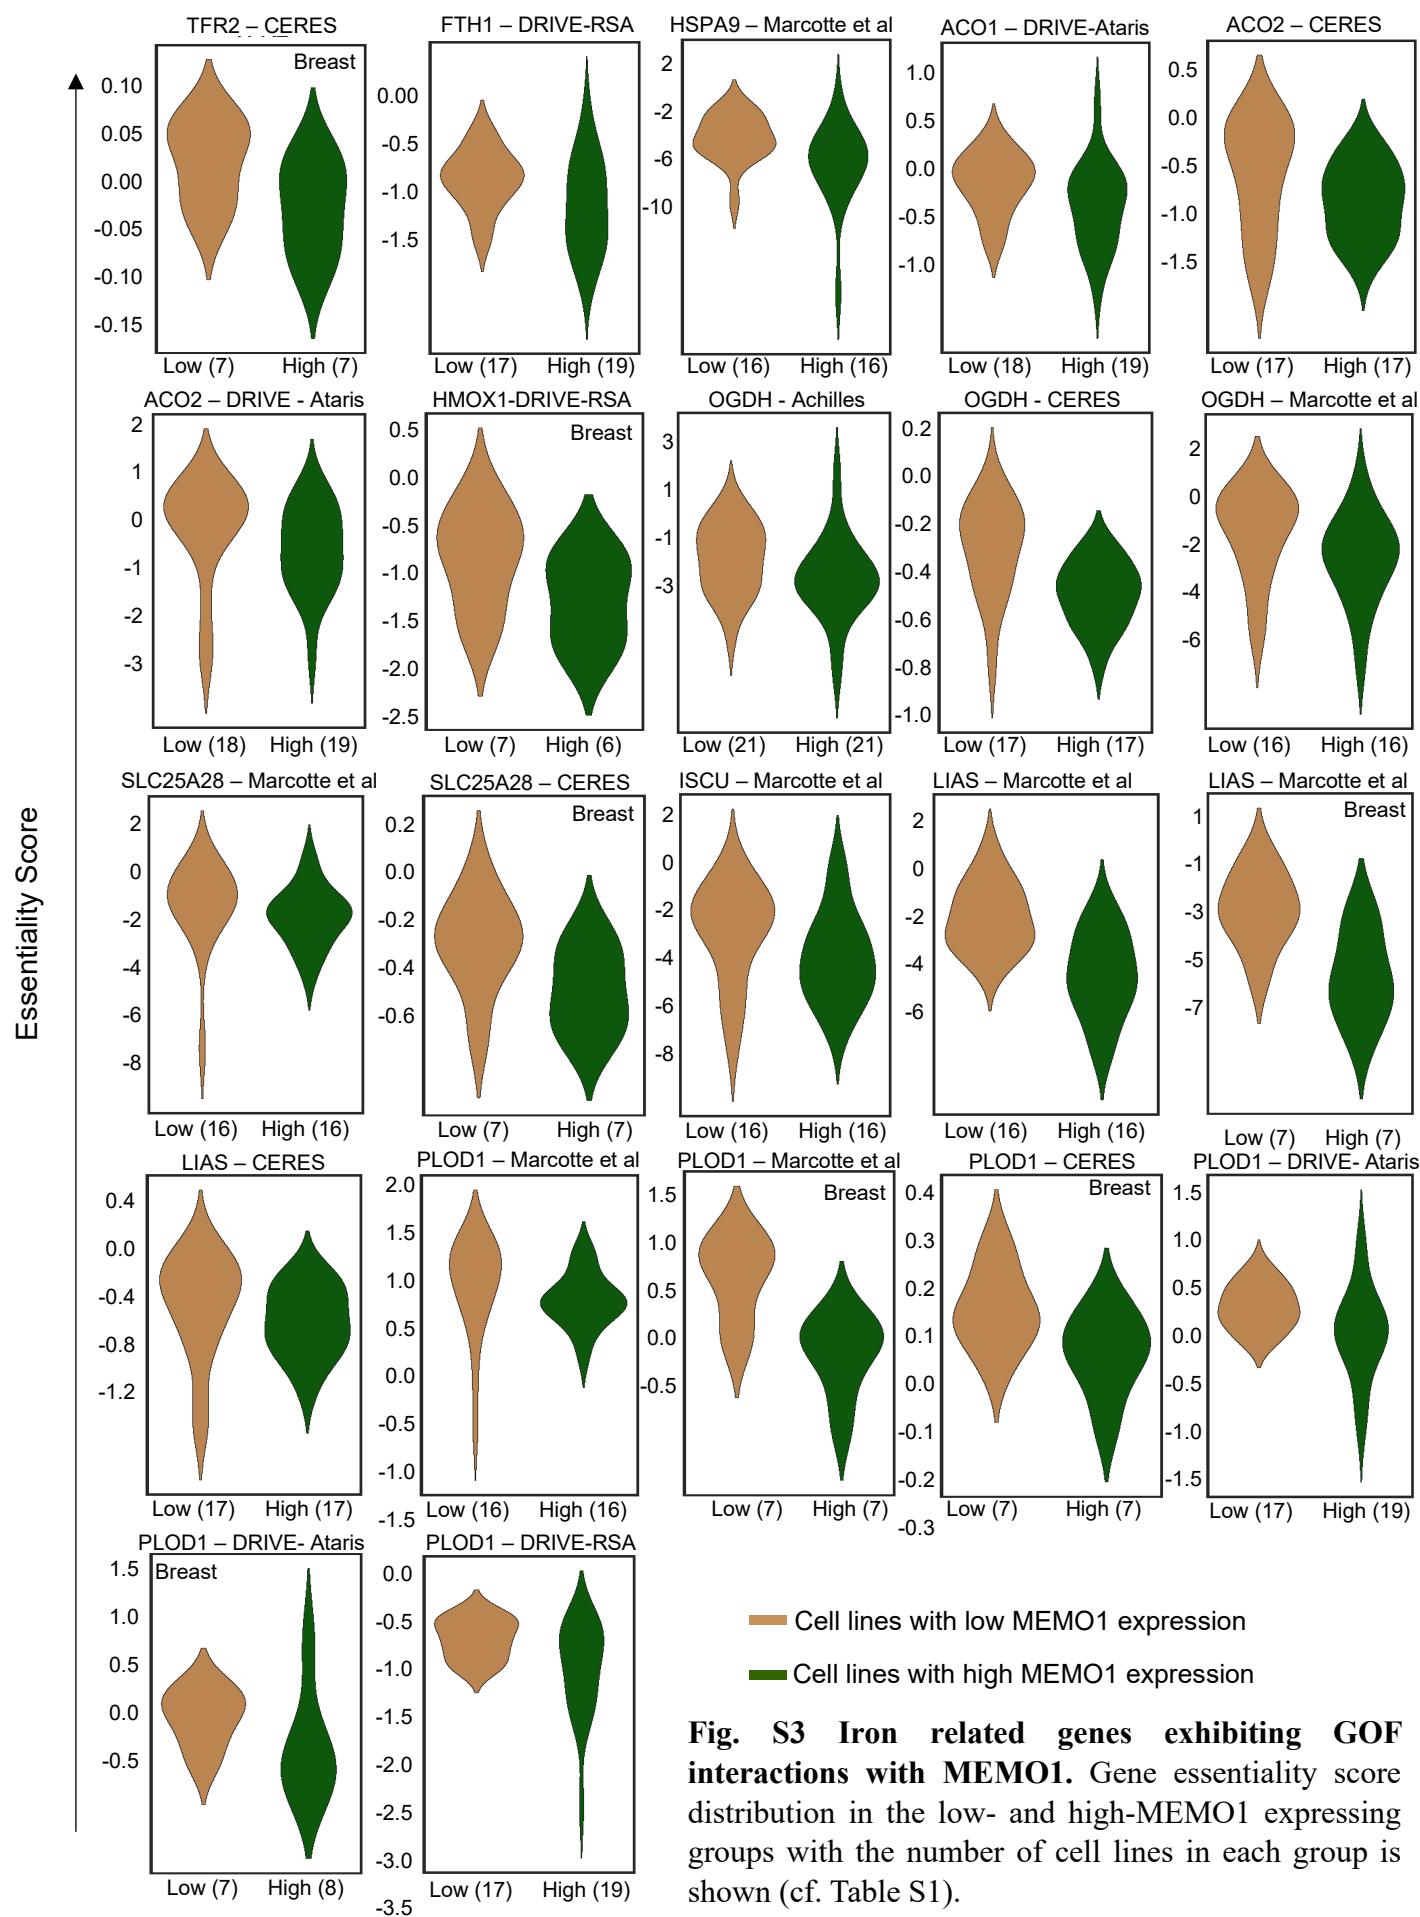 TFR2 – CERES
FTH1 – DRIVE-RSA
HSPA9 – Marcotte et al
ACO1 – DRIVE-Ataris
ACO2 – CERES
Breast
0.10
0.05
0.00
-0.05
-0.10
-0.15
Low (7) High (7)
0.00
-0.5
-1.0
-1.5
Low (17) High (19)
2
-2
-6
-10
Low (16) High (16)
1.0
0.5
0.0
-0.5
-1.0
Low (18) High (19)
0.5
0.0
-0.5
-1.0
-1.5
Low (17) High (17)
ACO2 – DRIVE - Ataris
HMOX1-DRIVE-RSA
OGDH - Achilles
OGDH - CERES
OGDH – Marcotte et al
2
1
0
-1
-2
-3
Low (18) High (19)
Breast
0.5
0.0
-0.5
-1.0
-1.5
-2.0
-2.5
Low (7) High (6)
3
1
-1
-3
Low (21) High (21)
0.2
0.0
-0.2
-0.4
-0.6
-0.8
-1.0
Low (17) High (17)
2
0
-2
-4
-6
Low (16) High (16)
Essentiality Score
SLC25A28 – Marcotte et al
SLC25A28 – CERES
ISCU – Marcotte et al
LIAS – Marcotte et al
LIAS – Marcotte et al
2
0
-2
-4
-6
-8
Low (16) High (16)
Breast
0.2
0.0
-0.2
-0.4
-0.6
Low (7) High (7)
2
0
-2
-4
-6
-8
Low (16) High (16)
2
0
-2
-4
-6
Low (16) High (16)
Breast
1
-1
-3
-5
-7
Low (7) High (7)
LIAS – CERES
PLOD1 – Marcotte et al
PLOD1 – Marcotte et al
PLOD1 – CERES
PLOD1 – DRIVE- Ataris
0.4
0.0
-0.4
-0.8
-1.2
Low (17) High (17)
2.0
1.5
1.0
0.5
0.0
-0.5
-1.0
-1.5
Low (16) High (16)
Breast
1.5
1.0
0.5
0.0
-0.5
Low (7) High (7)
Breast
0.4
0.3
0.2
0.1
0.0
-0.1
-0.2
-0.3
Low (7) High (7)
1.5
1.0
0.5
0.0
-0.5
-1.0
-1.5
Low (17) High (19)
PLOD1 – DRIVE- Ataris
PLOD1 – DRIVE-RSA
Breast
1.5
1.0
0.5
0.0
-0.5
Low (7) High (8)
0.0
-0.5
-1.0
-1.5
-2.0
-2.5
-3.0
-3.5
Low (17) High (19)
Cell lines with low MEMO1 expression
Cell lines with high MEMO1 expression
Fig. S3 Iron related genes exhibiting GOF
interactions with MEMO1. Gene essentiality score
distribution in the low- and high-MEMO1 expressing
groups with the number of cell lines in each group is
shown (cf. Table S1).